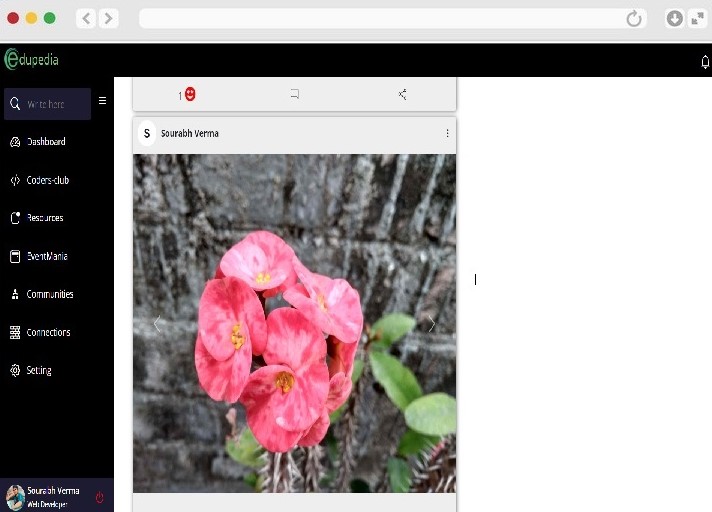 edupedia
Write here
Dashboard
Coders-club
Resources
EventMania
Communities
Connections
Setting
Sourabh Verma
Web Developer
1
S
Sourabh Verma